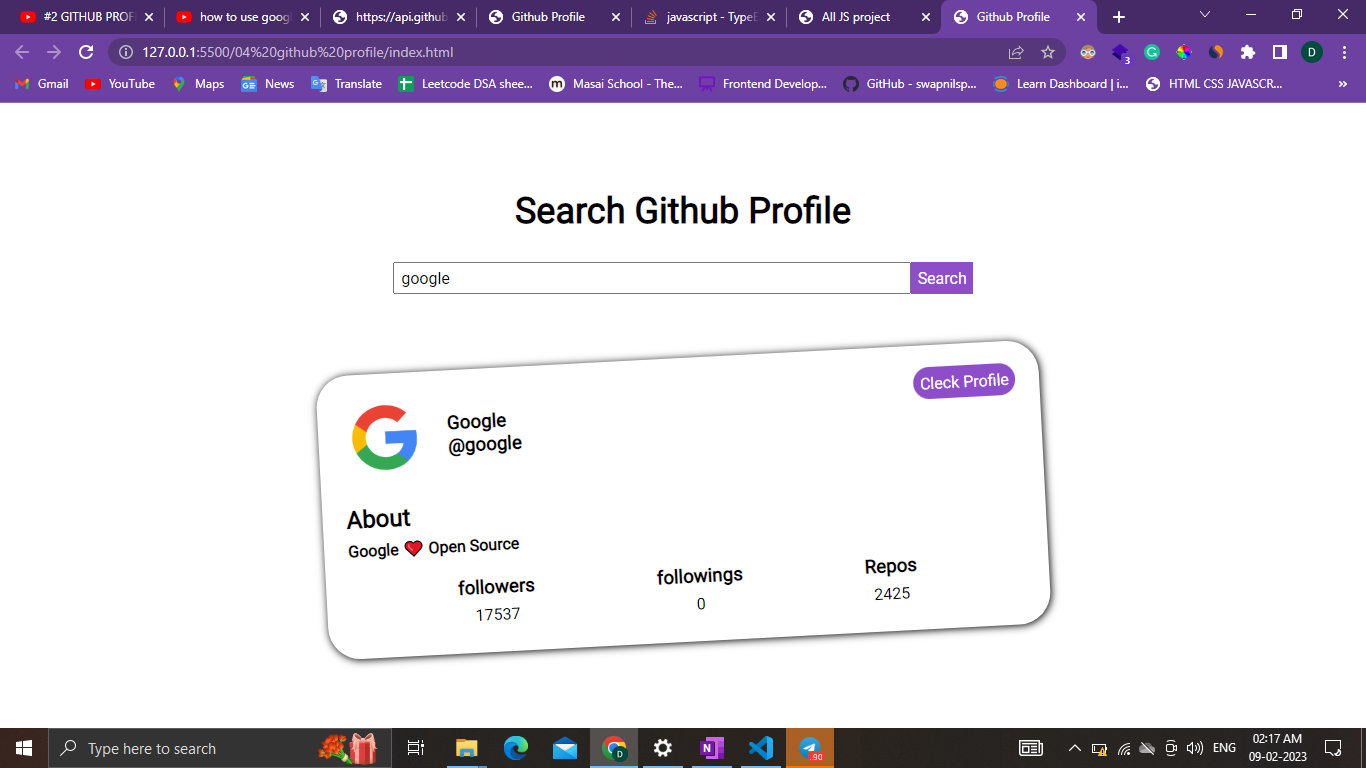 #2 GITHUB PROF
how to use googl
https://api.github
Github Profile
javascript - TypeE
All JS project
Github Profile
127.0.0.1:5500/04%20github%20profile/index.html
3
D
Gmail
YouTube
Maps
News
Translate
Leetcode DSA shee...
Masai School - The...
Frontend Develop...
GitHub - swapnilsp...
Learn Dashboard | i...
HTML CSS JAVASCR...
Search Github Profile
google
Search
Cleck Profile
Google
@google
About
Google ❤ Open Source
followers
17537
followings
0
Repos
2425
Type here to search
90
ENG
02:17 AM
09-02-2023